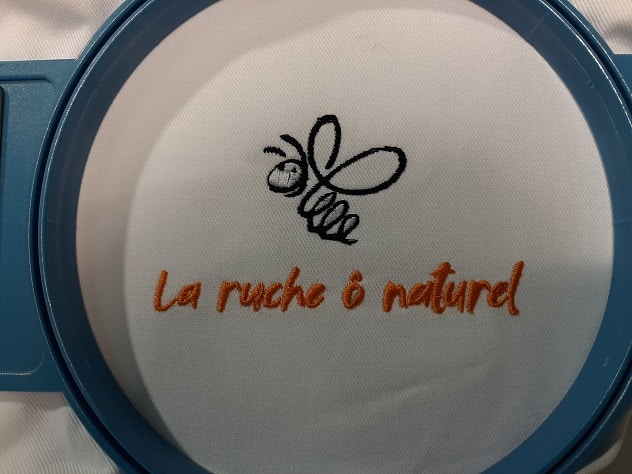 La ruche ô naturel